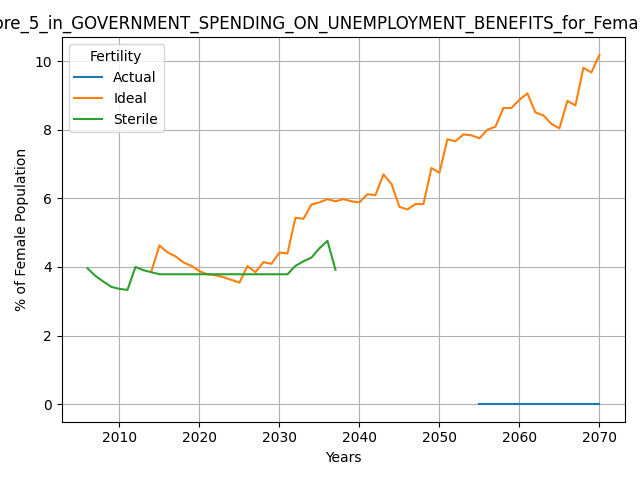 ore_5_in_GOVERNMENT_SPENDING_ON_UNEMPLOYMENT_BENEFITS_for_Fema
Fertility
Actual
Ideal
Sterile
% of Female Population
10
8
6
4
2
0
2010 2020 2030 2040 2050 2060 2070
Years